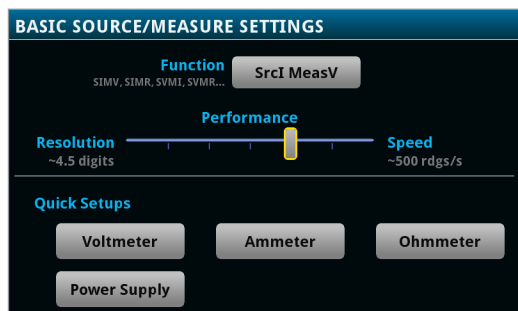 BASIC SOURCE/MEASURE SETTINGS
Function SrcI MeasV
SIMV, SIMR, SVMI, SVMR...
Performance
Resolution Speed
~4.5 digits ~500 rdgs/s
Quick Setups
Voltmeter Ammeter Ohmmeter
Power Supply